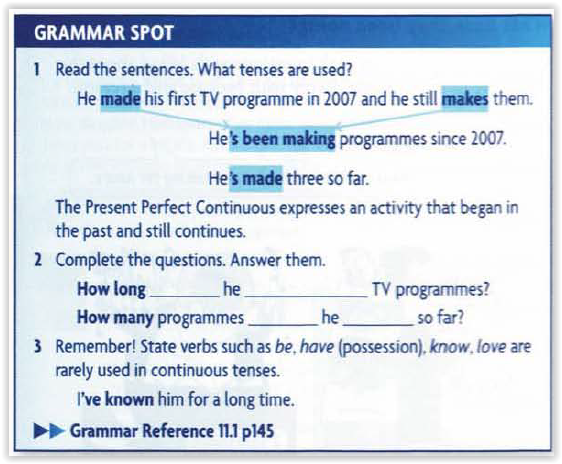 GRAMMAR SPOT
1 Read the sentences. What tenses are used?
He made his first TV programme in 2007 and he still makes them.
He's been making programmes since 2007.
He's made three so far.
The Present Perfect Continuous expresses an activity that began in
the past and still continues.
2 Complete the questions. Answer them.
How long ________ he ______________ TV programmes?
How many programmes ________ he ________ so far?
3 Remember! State verbs such as be, have (possession), know, love are
rarely used in continuous tenses.
I've known him for a long time.
▶▶ Grammar Reference 11.1 p145